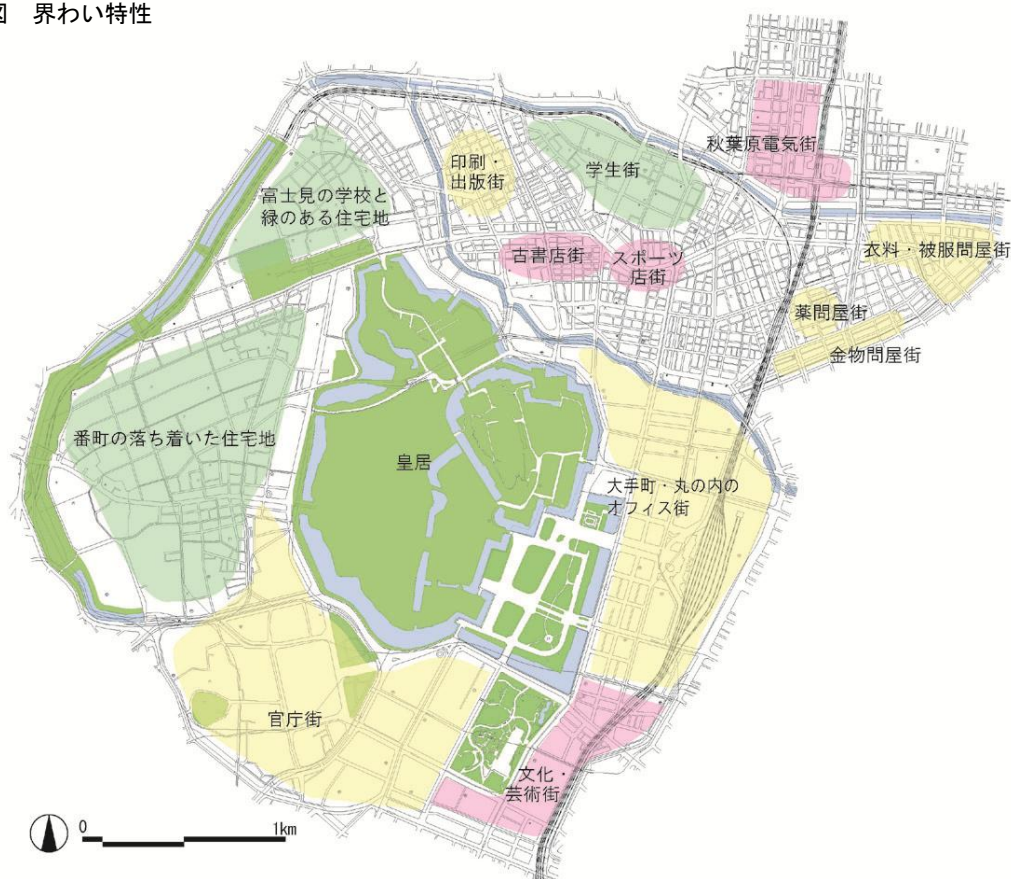 図　界わい特性
秋葉原電気街
印刷・
出版街
学生街
富士見の学校と
緑のある住宅地
古書店街
スポーツ
店街
衣料・被服問屋街
薬問屋街
金物問屋街
番町の落ち着いた住宅地
皇居
大手町・丸の内の
オフィス街
官庁街
文化・
芸術街
0
1km